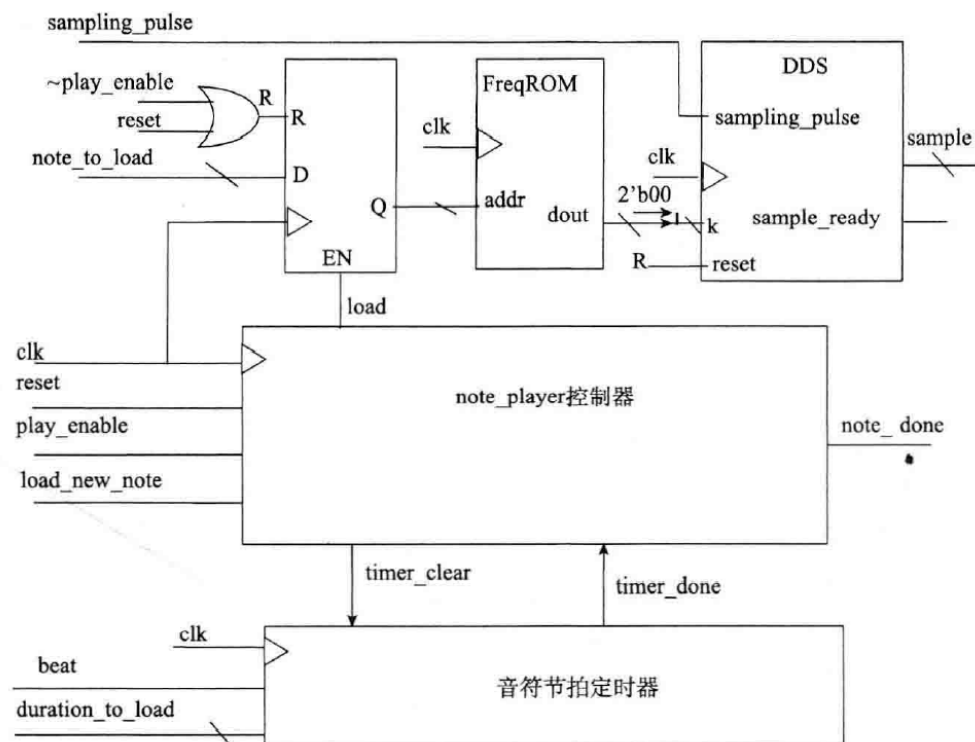 sampling_pulse
~play_enable
R
reset
R
note_to_load
D
Q
EN
load
FreqROM
clk
addr
dout
2'b00
DDS
sampling_pulse
clk
k
sample
sample_ready
R
reset
clk
reset
play_enable
load_new_note
note_player控制器
note_ done
timer_clear
timer_done
clk
beat
duration_to_load
音符节拍定时器